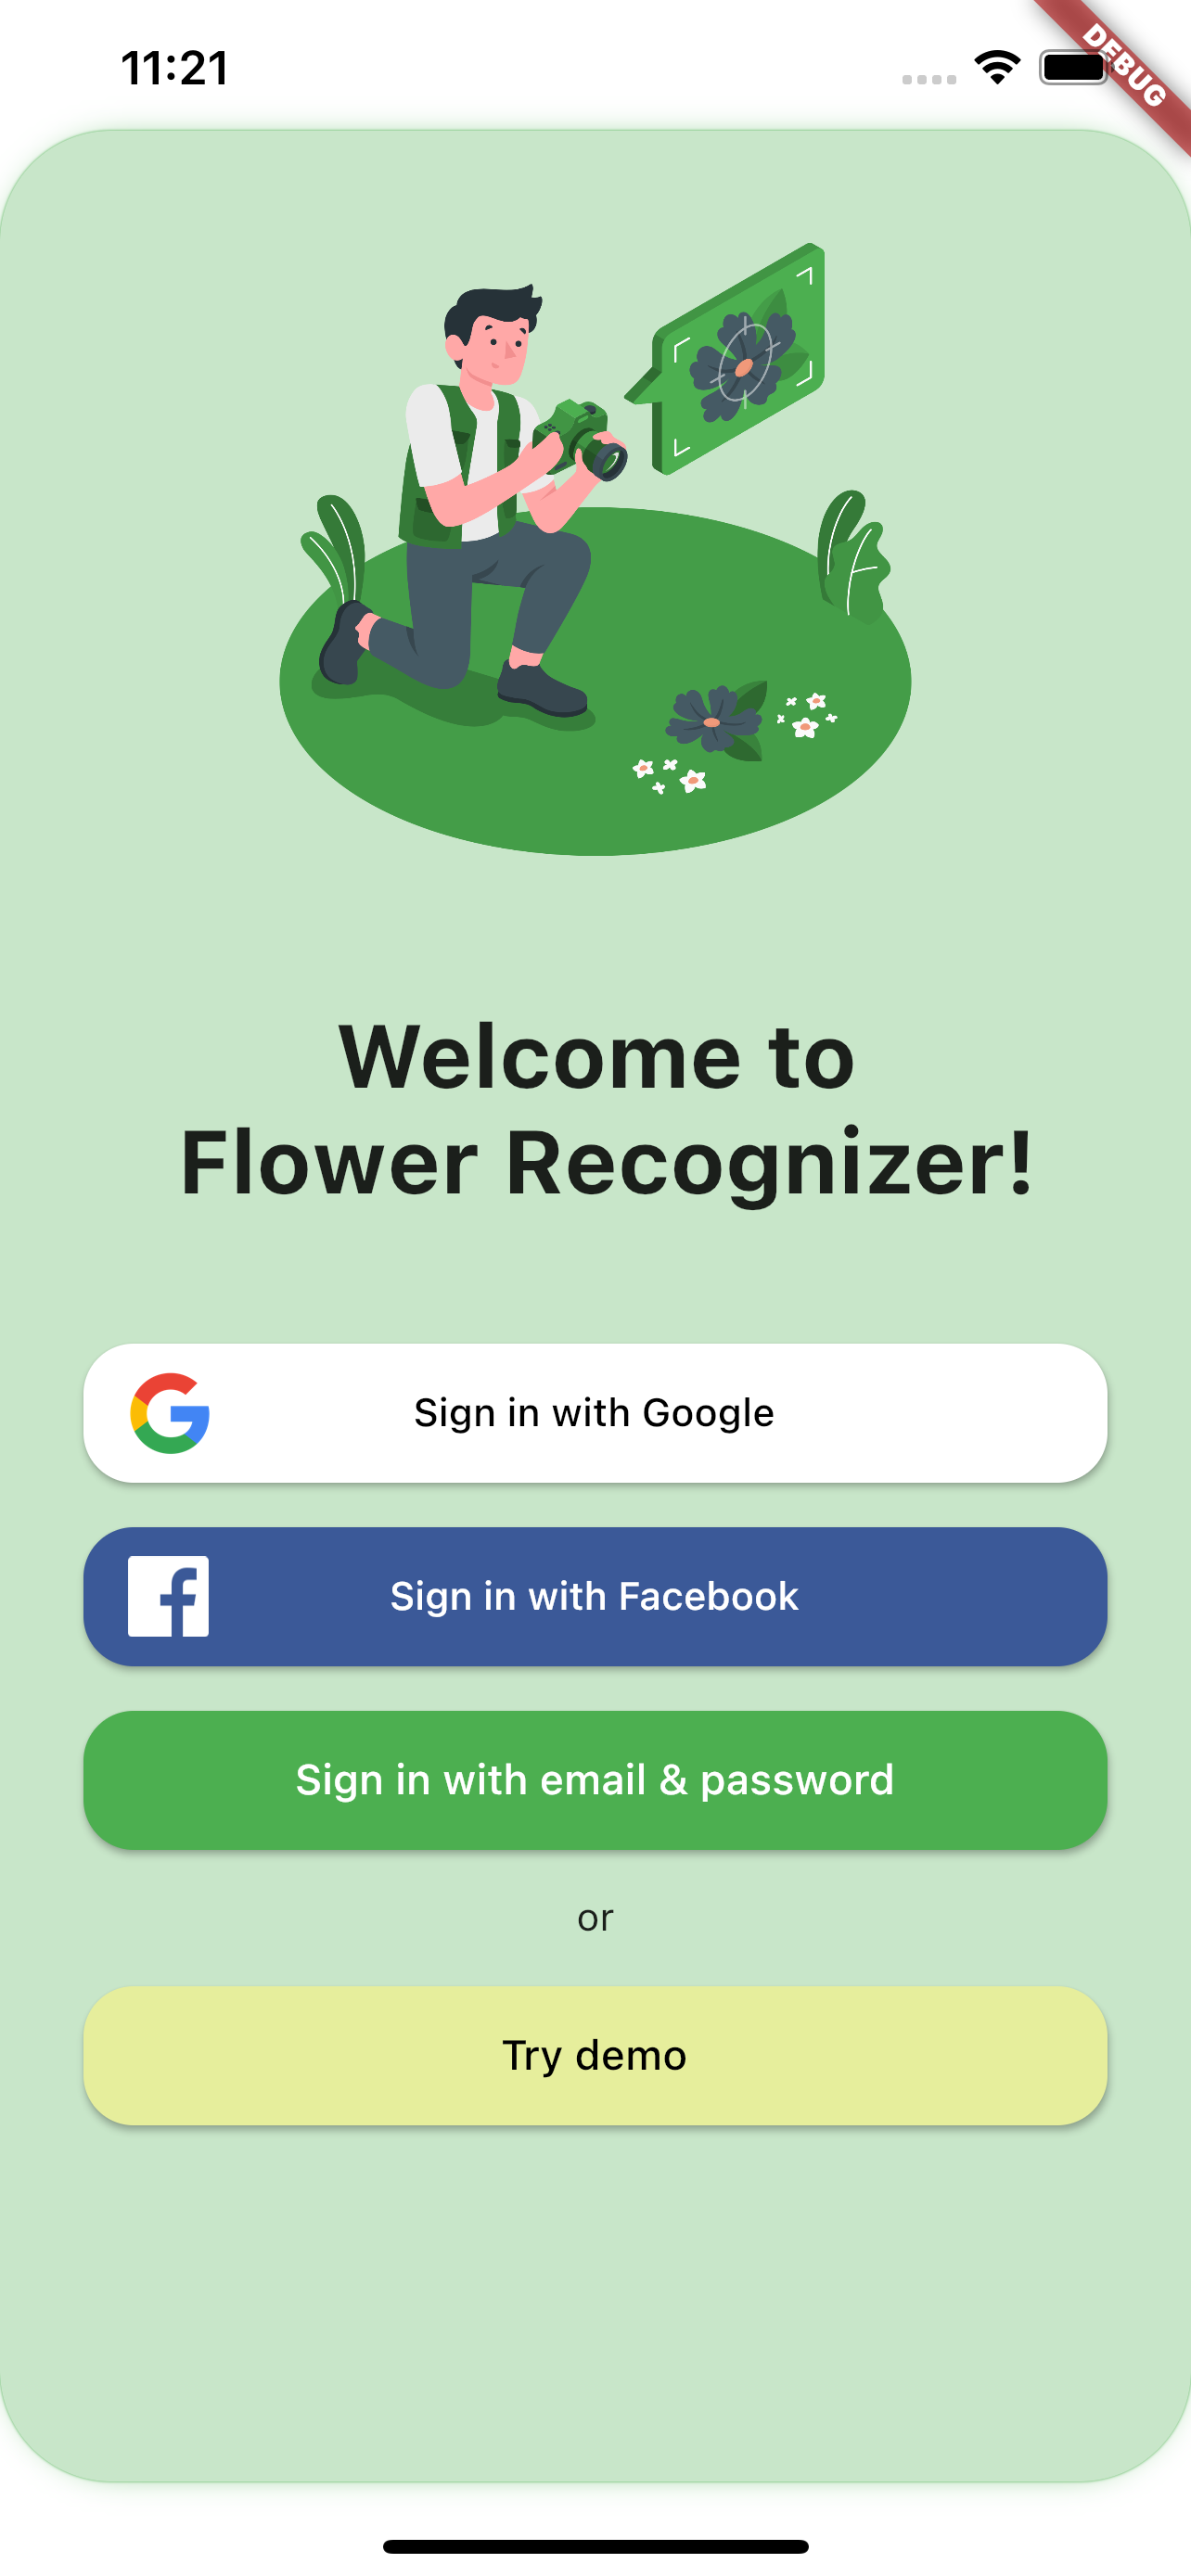 11:21
DEBUG
Welcome to
Flower Recognizer!
Sign in with Google
Sign in with Facebook
Sign in with email & password
or
Try demo